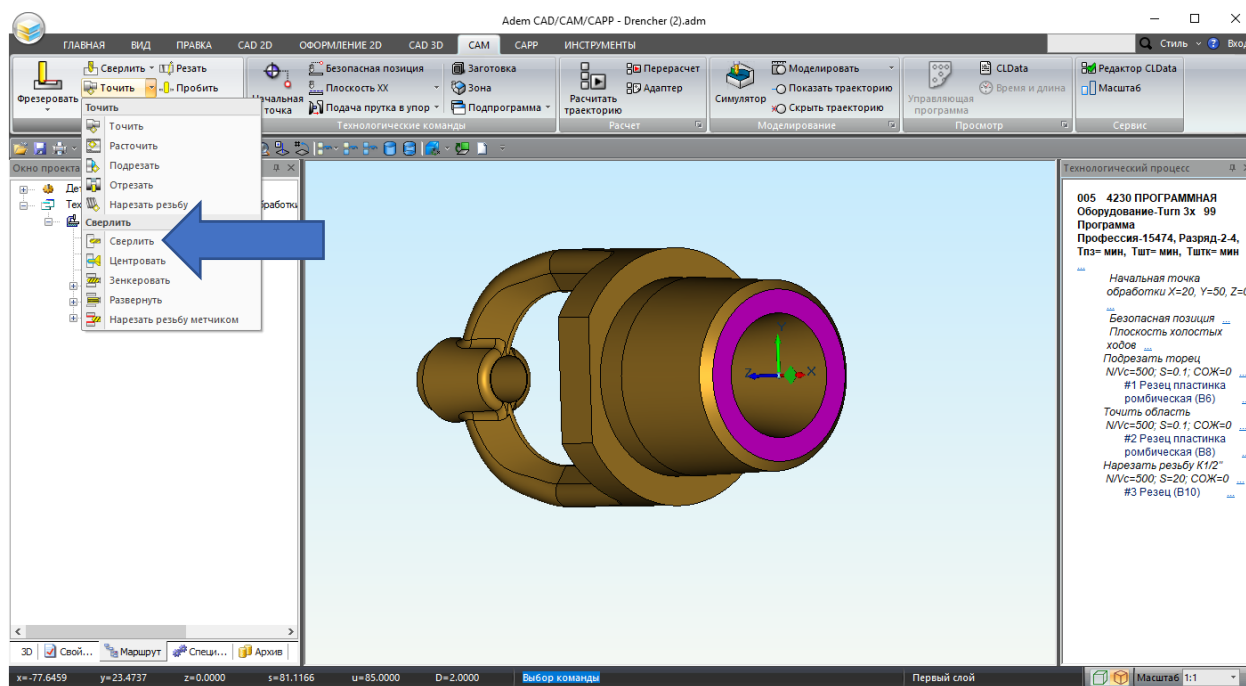 Adem CAD/CAM/CAPP - Drencher (2).adm
ГЛАВНАЯ ВИД ПРАВКА CAD 2D ОФОРМЛЕНИЕ 2D CAD 3D CAM CAPP ИНСТРУМЕНТЫ Стиль Вход
Фрезеровать
Сверлить Резать
Точить Пробить
Начальная
точка
Безопасная позиция
Плоскость ХХ
Подача прутка в упор
Заготовка
Зона
Подпрограмма
Технологические команды
Рассчитать
траекторию
Перерасчет
Адаптер
Расчет
Симулятор
Моделировать
Показать траекторию
Скрыть траекторию
Моделирование
Управляющая
программа
CLData
Время и длина
Просмотр
Редактор CLData
Масштаб
Сервис
Точить
Точить
Расточить
Подрезать
Отрезать
Нарезать резьбу
Сверлить
Сверлить
Центровать
Зенкеровать
Развернуть
Нарезать резьбу метчиком
Окно проекта
Z Y X
Технологический процесс
005 4230 ПРОГРАММНАЯ
Оборудование-Turn 3x 99
Программа
Профессия-15474, Разряд-2-4,
Тпз= мин, Тшт= мин, Тштк= мин
...
Начальная точка
обработки X=20, Y=50, Z=0
...
Безопасная позиция ...
Плоскость холостых
ходов ...
Подрезать торец
N/Vc=500; S=0.1; СОЖ=0 ...
#1 Резец пластинка
ромбическая (B6) ...
Точить область
N/Vc=500; S=0.1; СОЖ=0 ...
#2 Резец пластинка
ромбическая (B8) ...
Нарезать резьбу K1/2"
N/Vc=500; S=20; СОЖ=0 ...
#3 Резец (B10) ...
3D Свой... Маршрут Специ... Архив
x=-77.6459 y=23.4737 z=0.0000 s=81.1166 u=85.0000 D=2.0000 Выбор команды Первый слой Масштаб 1:1